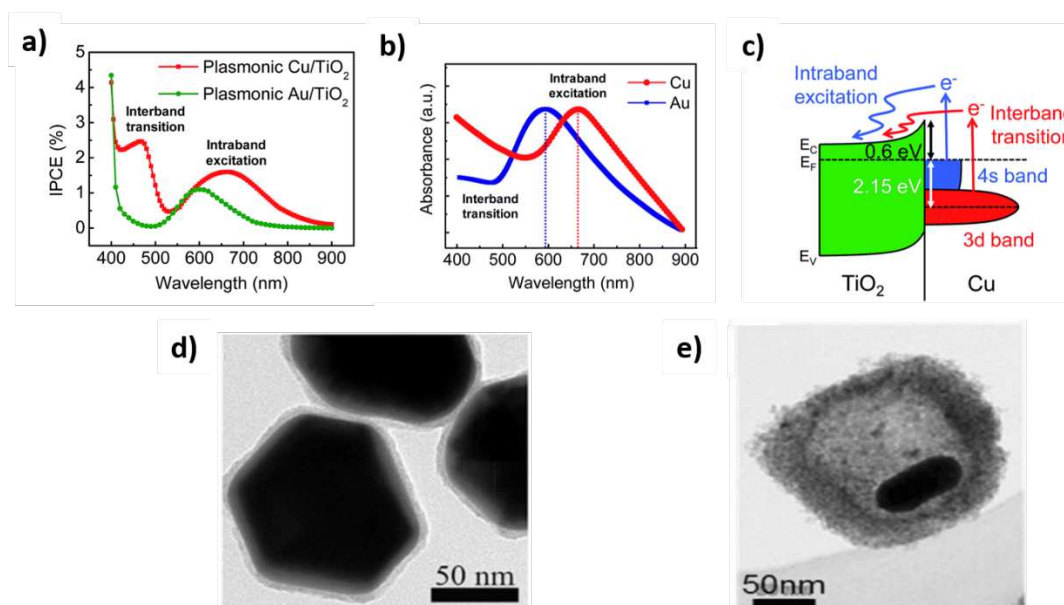 a)
5
4
3
2
1
0
IPCE (%)
Plasmonic Cu/TiO₂
Plasmonic Au/TiO₂
Interband
transition
Intraband
excitation
400 500 600 700 800 900
Wavelength (nm)
b)
Absorbance (a.u.)
Intraband
excitation
Cu
Au
Interband
transition
400 500 600 700 800 900
Wavelength (nm)
c)
Intraband
excitation
e⁻
e⁻
Interband
transition
E_C
E_F
0.6 eV
2.15 eV
4s band
3d band
E_V
TiO₂
Cu
d)
50 nm
e)
50nm